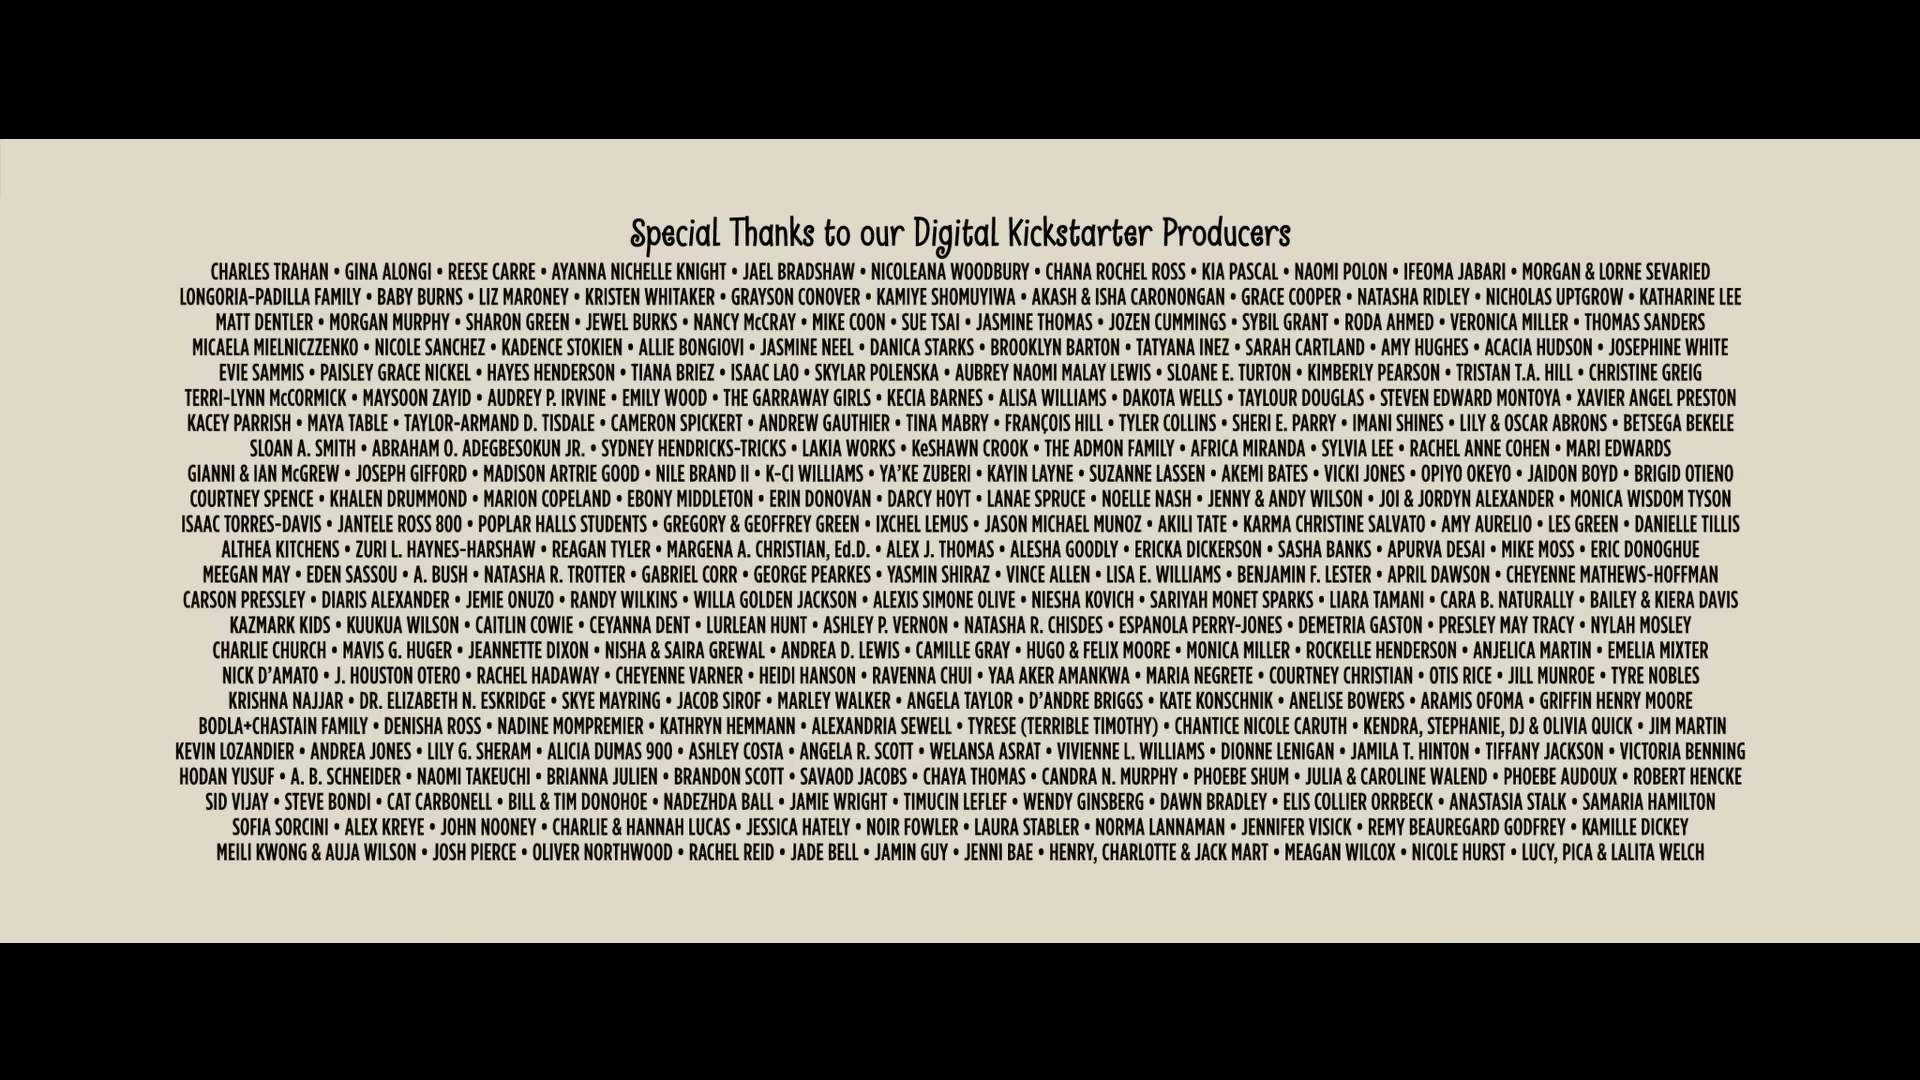 Special Thanks to our Digital Kickstarter Producers
CHARLES TRAHAN • GINA ALONGI • REESE CARRE • AYANNA NICHELLE KNIGHT • JAEL BRADSHAW • NICOLEANA WOODBURY • CHANA ROCHEL ROSS • KIA PASCAL • NAOMI POLON • IFEOMA JABARI • MORGAN & LORNE SEVARIED
LONGORIA-PADILLA FAMILY • BABY BURNS • LIZ MARONEY • KRISTEN WHITAKER • GRAYSON CONOVER • KAMIYE SHOMUYIWA • AKASH & ISHA CARONONGAN • GRACE COOPER • NATASHA RIDLEY • NICHOLAS UPTGROW • KATHARINE LEE
MATT DENTLER • MORGAN MURPHY • SHARON GREEN • JEWEL BURKS • NANCY McCRAY • MIKE COON • SUE TSAI • JASMINE THOMAS • JOZEN CUMMINGS • SYBIL GRANT • RODA AHMED • VERONICA MILLER • THOMAS SANDERS
MICAELA MIELNICZZENKO • NICOLE SANCHEZ • KADENCE STOKIEN • ALLIE BONGIOVI • JASMINE NEEL • DANICA STARKS • BROOKLYN BARTON • TATYANA INEZ • SARAH CARTLAND • AMY HUGHES • ACACIA HUDSON • JOSEPHINE WHITE
EVIE SAMMIS • PAISLEY GRACE NICKEL • HAYES HENDERSON • TIANA BRIEZ • ISAAC LAO • SKYLAR POLENSKA • AUBREY NAOMI MALAY LEWIS • SLOANE E. TURTON • KIMBERLY PEARSON • TRISTAN T.A. HILL • CHRISTINE GREIG
TERRI-LYNN McCORMICK • MAYSOON ZAYID • AUDREY P. IRVINE • EMILY WOOD • THE GARRAWAY GIRLS • KECIA BARNES • ALISA WILLIAMS • DAKOTA WELLS • TAYLOUR DOUGLAS • STEVEN EDWARD MONTOYA • XAVIER ANGEL PRESTON
KACEY PARRISH • MAYA TABLE • TAYLOR-ARMAND D. TISDALE • CAMERON SPICKERT • ANDREW GAUTHIER • TINA MABRY • FRANÇOIS HILL • TYLER COLLINS • SHERI E. PARRY • IMANI SHINES • LILY & OSCAR ABRONS • BETSEGA BEKELE
SLOAN A. SMITH • ABRAHAM O. ADEGBESOKUN JR. • SYDNEY HENDRICKS-TRICKS • LAKIA WORKS • KeSHAWN CROOK • THE ADMON FAMILY • AFRICA MIRANDA • SYLVIA LEE • RACHEL ANNE COHEN • MARI EDWARDS
GIANNI & IAN McGREW • JOSEPH GIFFORD • MADISON ARTRIE GOOD • NILE BRAND II • K-CI WILLIAMS • YA'KE ZUBERI • KAYIN LAYNE • SUZANNE LASSEN • AKEMI BATES • VICKI JONES • OPIYO OKEYO • JAIDON BOYD • BRIGID OTIENO
COURTNEY SPENCE • KHALEN DRUMMOND • MARION COPELAND • EBONY MIDDLETON • ERIN DONOVAN • DARCY HOYT • LANAE SPRUCE • NOELLE NASH • JENNY & ANDY WILSON • JOI & JORDYN ALEXANDER • MONICA WISDOM TYSON
ISAAC TORRES-DAVIS • JANTELE ROSS 800 • POPLAR HALLS STUDENTS • GREGORY & GEOFFREY GREEN • IXCHEL LEMUS • JASON MICHAEL MUNOZ • AKILI TATE • KARMA CHRISTINE SALVATO • AMY AURELIO • LES GREEN • DANIELLE TILLIS
ALTHEA KITCHENS • ZURI L. HAYNES-HARSHAW • REAGAN TYLER • MARGENA A. CHRISTIAN, Ed.D. • ALEX J. THOMAS • ALESHA GOODLY • ERICKA DICKERSON • SASHA BANKS • APURVA DESAI • MIKE MOSS • ERIC DONOGHUE
MEEGAN MAY • EDEN SASSOU • A. BUSH • NATASHA R. TROTTER • GABRIEL CORR • GEORGE PEARKES • YASMIN SHIRAZ • VINCE ALLEN • LISA E. WILLIAMS • BENJAMIN F. LESTER • APRIL DAWSON • CHEYENNE MATHEWS-HOFFMAN
CARSON PRESSLEY • DIARIS ALEXANDER • JEMIE ONUZO • RANDY WILKINS • WILLA GOLDEN JACKSON • ALEXIS SIMONE OLIVE • NIESHA KOVICH • SARIYAH MONET SPARKS • LIARA TAMANI • CARA B. NATURALLY • BAILEY & KIERA DAVIS
KAZMARK KIDS • KUUKUA WILSON • CAITLIN COWIE • CEYANNA DENT • LURLEAN HUNT • ASHLEY P. VERNON • NATASHA R. CHISDES • ESPANOLA PERRY-JONES • DEMETRIA GASTON • PRESLEY MAY TRACY • NYLAH MOSLEY
CHARLIE CHURCH • MAVIS G. HUGER • JEANNETTE DIXON • NISHA & SAIRA GREWAL • ANDREA D. LEWIS • CAMILLE GRAY • HUGO & FELIX MOORE • MONICA MILLER • ROCKELLE HENDERSON • ANJELICA MARTIN • EMELIA MIXTER
NICK D'AMATO • J. HOUSTON OTERO • RACHEL HADAWAY • CHEYENNE VARNER • HEIDI HANSON • RAVENNA CHUI • YAA AKER AMANKWA • MARIA NEGRETE • COURTNEY CHRISTIAN • OTIS RICE • JILL MUNROE • TYRE NOBLES
KRISHNA NAJJAR • DR. ELIZABETH N. ESKRIDGE • SKYE MAYRING • JACOB SIROF • MARLEY WALKER • ANGELA TAYLOR • D'ANDRE BRIGGS • KATE KONSCHNIK • ANELISE BOWERS • ARAMIS OFOMA • GRIFFIN HENRY MOORE
BODLA+CHASTAIN FAMILY • DENISHA ROSS • NADINE MOMPREMIER • KATHRYN HEMMANN • ALEXANDRIA SEWELL • TYRESE (TERRIBLE TIMOTHY) • CHANTICE NICOLE CARUTH • KENDRA, STEPHANIE, DJ & OLIVIA QUICK • JIM MARTIN
KEVIN LOZANDIER • ANDREA JONES • LILY G. SHERAM • ALICIA DUMAS 900 • ASHLEY COSTA • ANGELA R. SCOTT • WELANSA ASRAT • VIVIENNE L. WILLIAMS • DIONNE LENIGAN • JAMILA T. HINTON • TIFFANY JACKSON • VICTORIA BENNING
HODAN YUSUF • A. B. SCHNEIDER • NAOMI TAKEUCHI • BRIANNA JULIEN • BRANDON SCOTT • SAVAOD JACOBS • CHAYA THOMAS • CANDRA N. MURPHY • PHOEBE SHUM • JULIA & CAROLINE WALEND • PHOEBE AUDOUX • ROBERT HENCKE
SID VIJAY • STEVE BONDI • CAT CARBONELL • BILL & TIM DONOHOE • NADEZHDA BALL • JAMIE WRIGHT • TIMUCIN LEFLEF • WENDY GINSBERG • DAWN BRADLEY • ELIS COLLIER ORRBECK • ANASTASIA STALK • SAMARIA HAMILTON
SOFIA SORCINI • ALEX KREYE • JOHN NOONEY • CHARLIE & HANNAH LUCAS • JESSICA HATELY • NOIR FOWLER • LAURA STABLER • NORMA LANNAMAN • JENNIFER VISICK • REMY BEAUREGARD GODFREY • KAMILLE DICKEY
MEILI KWONG & AUJA WILSON • JOSH PIERCE • OLIVER NORTHWOOD • RACHEL REID • JADE BELL • JAMIN GUY • JENNI BAE • HENRY, CHARLOTTE & JACK MART • MEAGAN WILCOX • NICOLE HURST • LUCY, PICA & LALITA WELCH